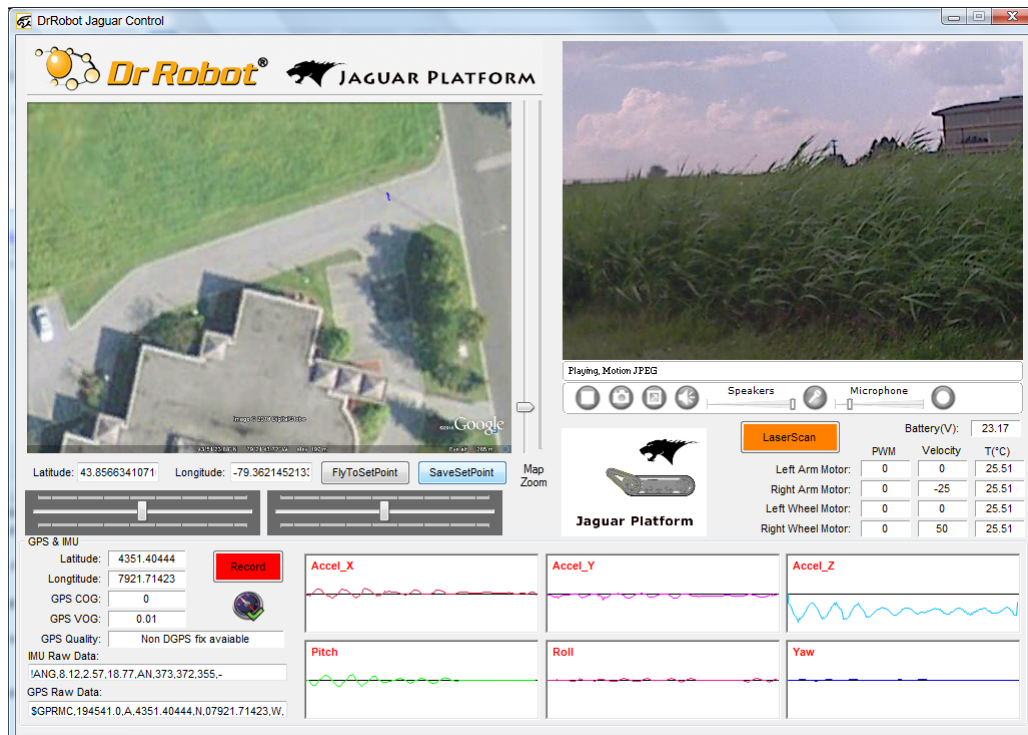 DrRobot Jaguar Control
Dr Robot®
JAGUAR PLATFORM
Google
Latitude: 43.8566341071
Longitude: -79.3621452133
FlyToSetPoint
SaveSetPoint
Map
Zoom
Playing, Motion JPEG
Speakers
Microphone
Jaguar Platform
LaserScan
Battery(V): 23.17
PWM Velocity T(°C)
Left Arm Motor: 0 0 25.51
Right Arm Motor: 0 -25 25.51
Left Wheel Motor: 0 0 25.51
Right Wheel Motor: 0 50 25.51
GPS & IMU
Latitude: 4351.40444
Longtitude: 7921.71423
GPS COG: 0
GPS VOG: 0.01
GPS Quality: Non DGPS fix avaiable
Record
IMU Raw Data:
!ANG,8.12,2.57,18.77,AN,373,372,355,-
GPS Raw Data:
$GPRMC,194541.0,A,4351.40444,N,07921.71423,W,
Accel_X
Accel_Y
Accel_Z
Pitch
Roll
Yaw